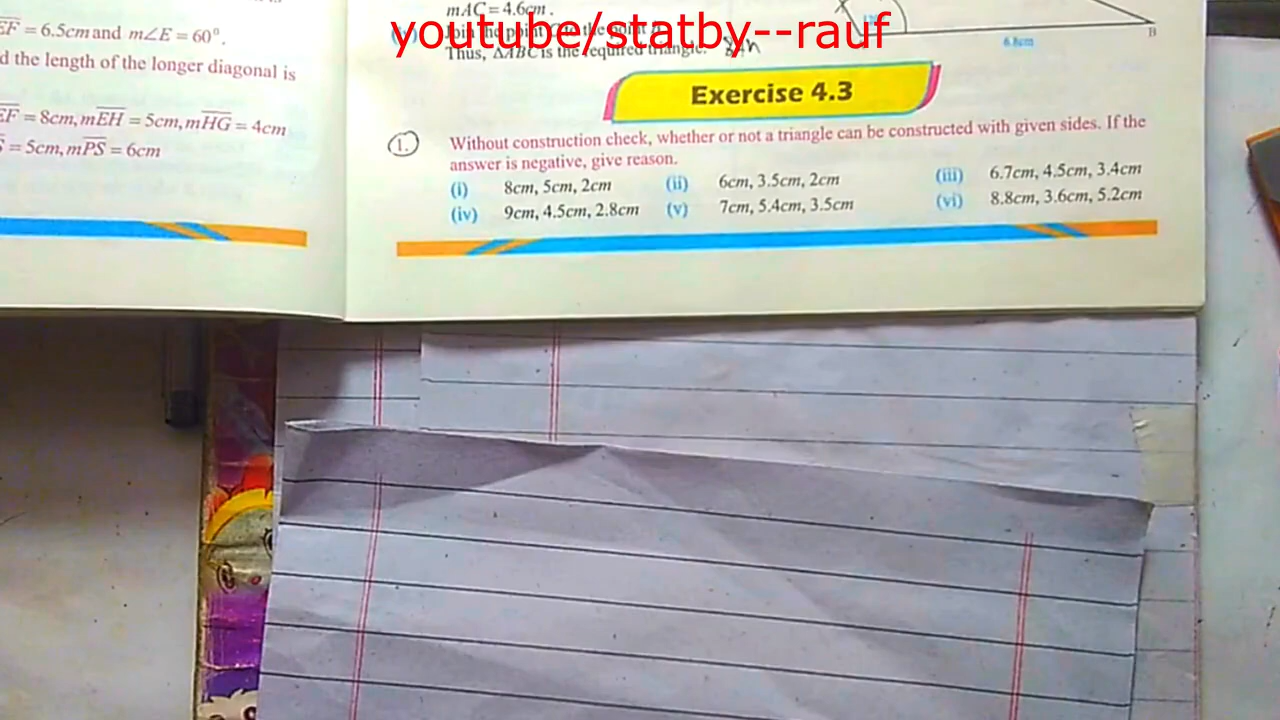 EF = 6.5cm and m∠E = 60°.
d the length of the longer diagonal is
EF = 8cm, mEH = 5cm, mHG = 4cm
= 5cm, mPS = 6cm
mAC = 4.6cm.
youtube/statby--rauf
Thus, ΔABC is the required triangle.
6.8cm
B
Exercise 4.3
1. Without construction check, whether or not a triangle can be constructed with given sides. If the
answer is negative, give reason.
(i) 8cm, 5cm, 2cm (ii) 6cm, 3.5cm, 2cm (iii) 6.7cm, 4.5cm, 3.4cm
(iv) 9cm, 4.5cm, 2.8cm (v) 7cm, 5.4cm, 3.5cm (vi) 8.8cm, 3.6cm, 5.2cm